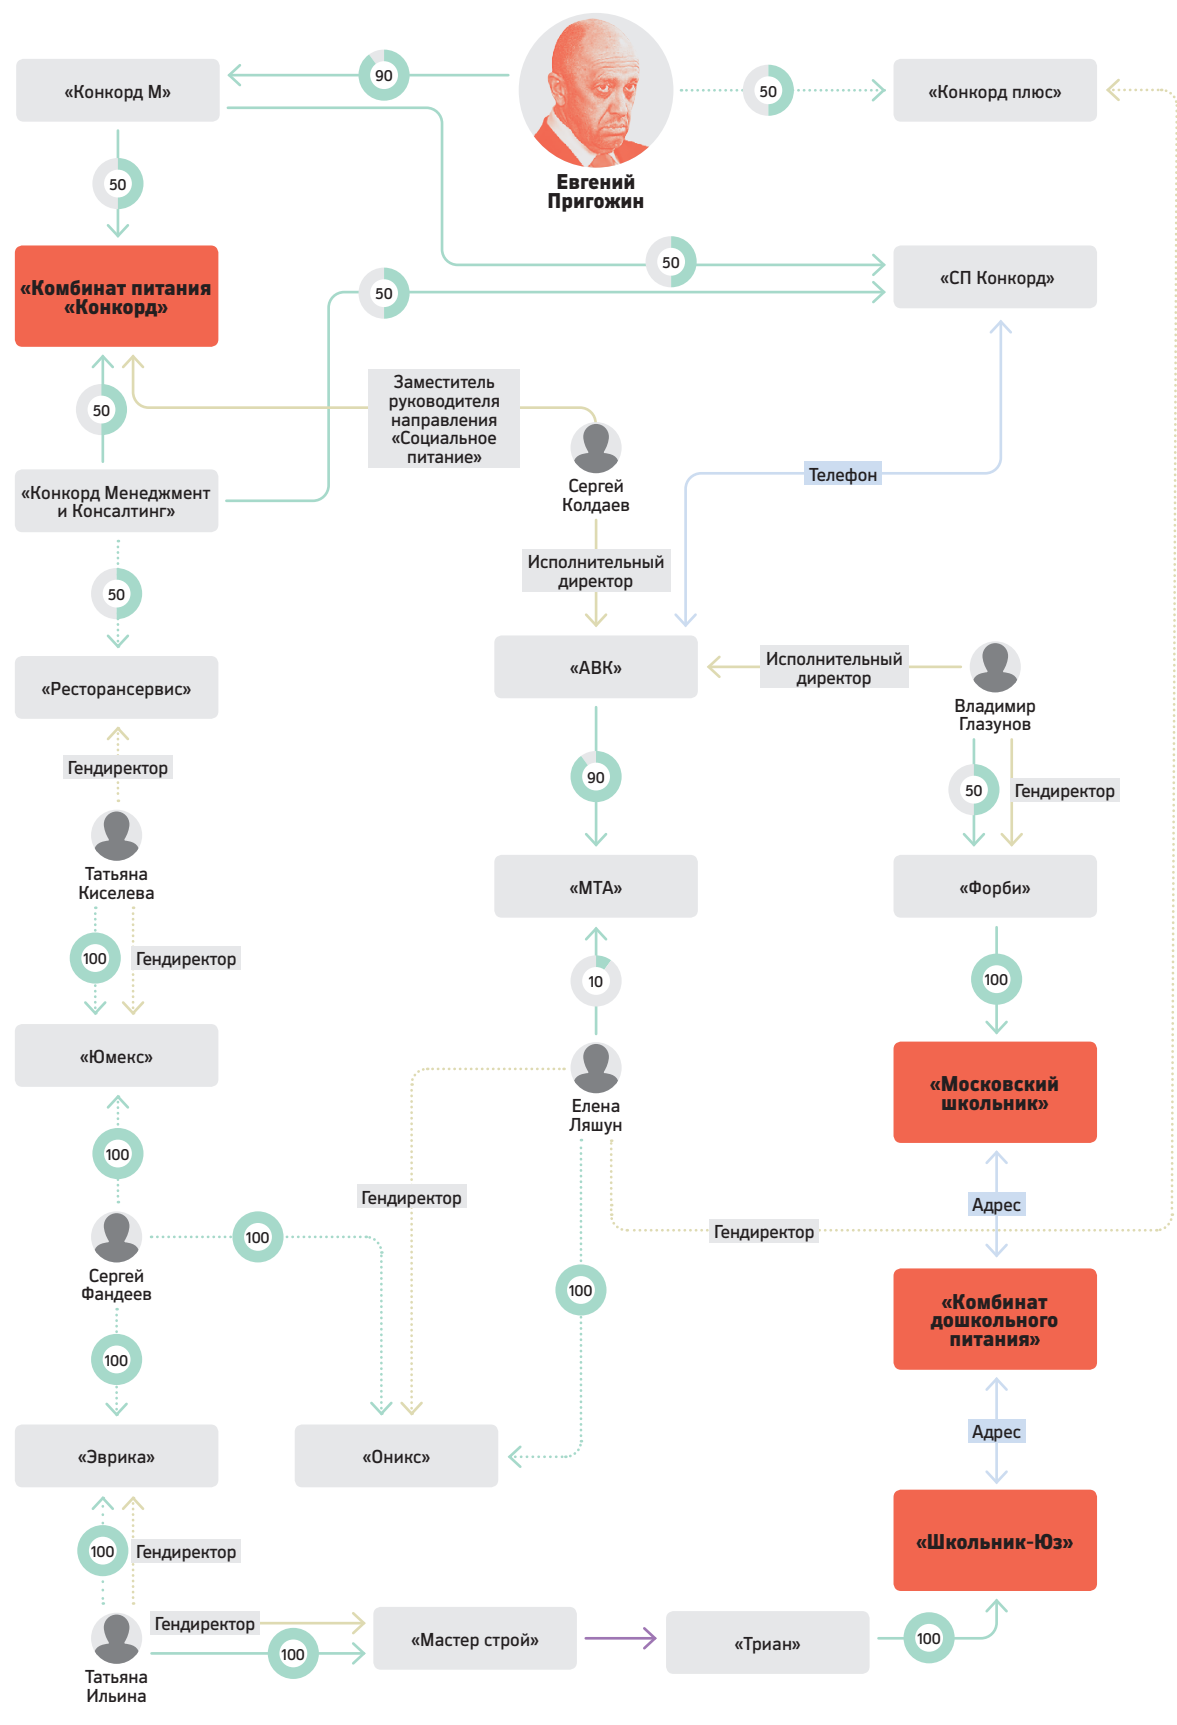 90
«Конкорд М»
50
«Конкорд плюс»
Евгений
Пригожин
50
«Комбинат питания
«Конкорд»
50
50
«СП Конкорд»
50
Заместитель
руководителя
направления
«Социальное
питание»
Сергей
Колдаев
Телефон
«Конкорд Менеджмент
и Консалтинг»
50
Исполнительный
директор
«Ресторансервис»
«АВК»
Исполнительный
директор
Владимир
Глазунов
Гендиректор
90
50
Гендиректор
Татьяна
Киселева
«МТА»
«Форби»
100
Гендиректор
10
100
«Юмекс»
Елена
Ляшун
«Московский
школьник»
100
Гендиректор
Адрес
Сергей
Фандеев
100
Гендиректор
100
«Комбинат
дошкольного
питания»
100
«Эврика»
«Оникс»
Адрес
100
Гендиректор
«Школьник-Юз»
Татьяна
Ильина
Гендиректор
100
«Мастер строй»
«Триан»
100